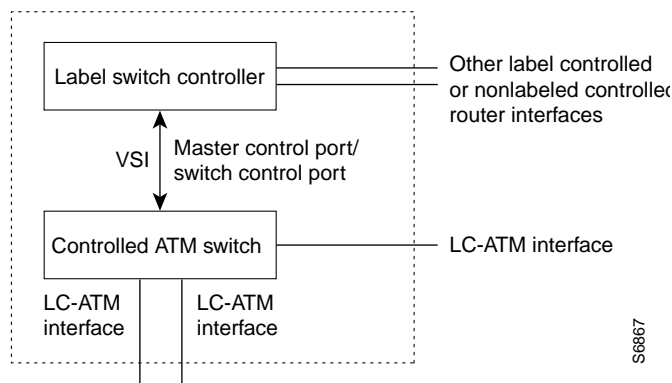 Label switch controller
Other label controlled
or nonlabeled controlled
router interfaces
VSI
Master control port/
switch control port
Controlled ATM switch
LC-ATM interface
LC-ATM
interface
LC-ATM
interface
S6867